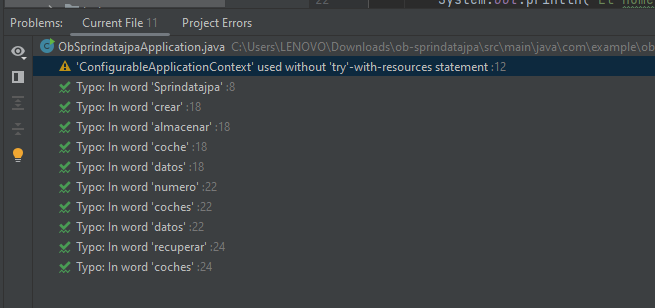 22 System.out.println("El nume
Problems: Current File 11 Project Errors
ObSprindatajpaApplication.java C:\Users\LENOVO\Downloads\ob-sprindatajpa\src\main\java\com\example\ob
'ConfigurableApplicationContext' used without 'try'-with-resources statement :12
Typo: In word 'Sprindatajpa' :8
Typo: In word 'crear' :18
Typo: In word 'almacenar' :18
Typo: In word 'coche' :18
Typo: In word 'datos' :18
Typo: In word 'numero' :22
Typo: In word 'coches' :22
Typo: In word 'datos' :22
Typo: In word 'recuperar' :24
Typo: In word 'coches' :24